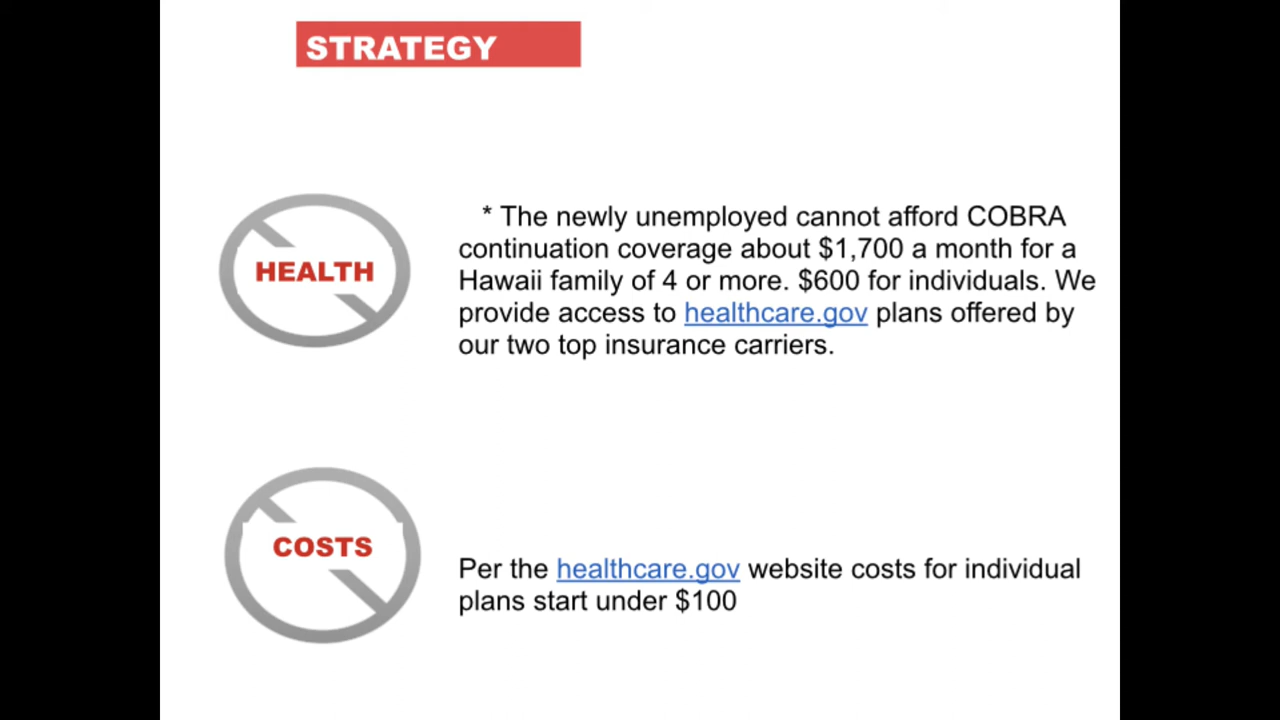 STRATEGY
* The newly unemployed cannot afford COBRA
continuation coverage about $1,700 a month for a
Hawaii family of 4 or more. $600 for individuals. We
provide access to healthcare.gov plans offered by
our two top insurance carriers.
HEALTH
Per the healthcare.gov website costs for individual
plans start under $100
COSTS